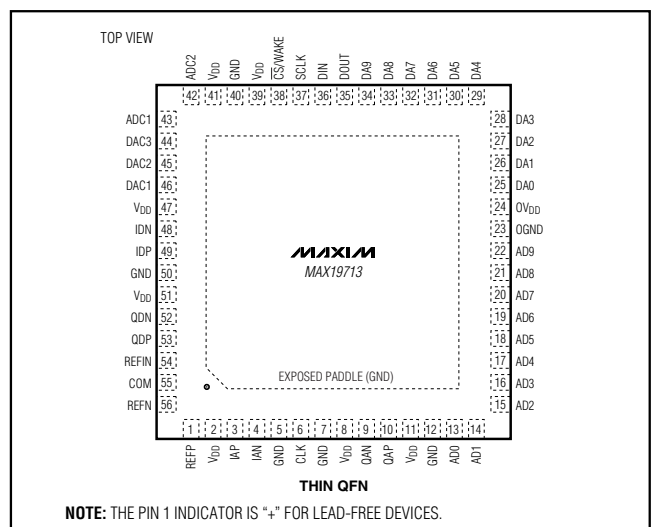 TOP VIEW
ADC2 VDD GND VDD CS/WAKE SCLK DIN DOUT DA9 DA8 DA7 DA6 DA5 DA4
42 41 40 39 38 37 36 35 34 33 32 31 30 29
ADC1 43 28 DA3
DAC3 44 27 DA2
DAC2 45 26 DA1
DAC1 46 25 DA0
VDD 47 24 OVDD
IDN 48 23 OGND
IDP 49 22 AD9
GND 50 21 AD8
VDD 51 20 AD7
QDN 52 19 AD6
QDP 53 18 AD5
REFIN 54 17 AD4
COM 55 16 AD3
REFN 56 15 AD2
MAXIM
MAX19713
EXPOSED PADDLE (GND)
1 2 3 4 5 6 7 8 9 10 11 12 13 14
REFP VDD IAP IAN GND CLK GND VDD QAN QAP VDD GND AD0 AD1
THIN QFN
NOTE: THE PIN 1 INDICATOR IS "+" FOR LEAD-FREE DEVICES.